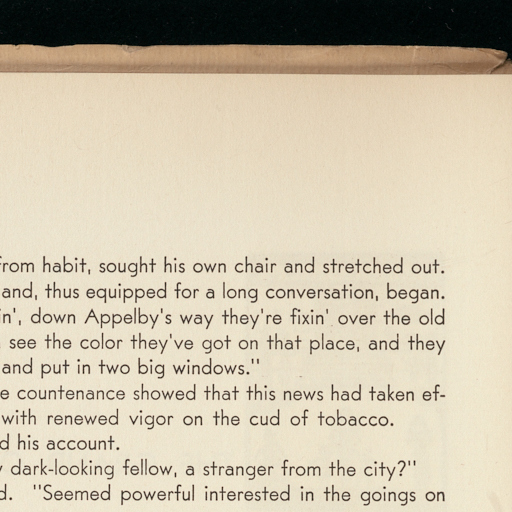 from habit, sought his own chair and stretched out.
and, thus equipped for a long conversation, began.
in', down Appelby's way they're fixin' over the old
see the color they've got on that place, and they
and put in two big windows."
countenance showed that this news had taken ef-
with renewed vigor on the cud of tobacco.
his account.
dark-looking fellow, a stranger from the city?"
"Seemed powerful interested in the goings on